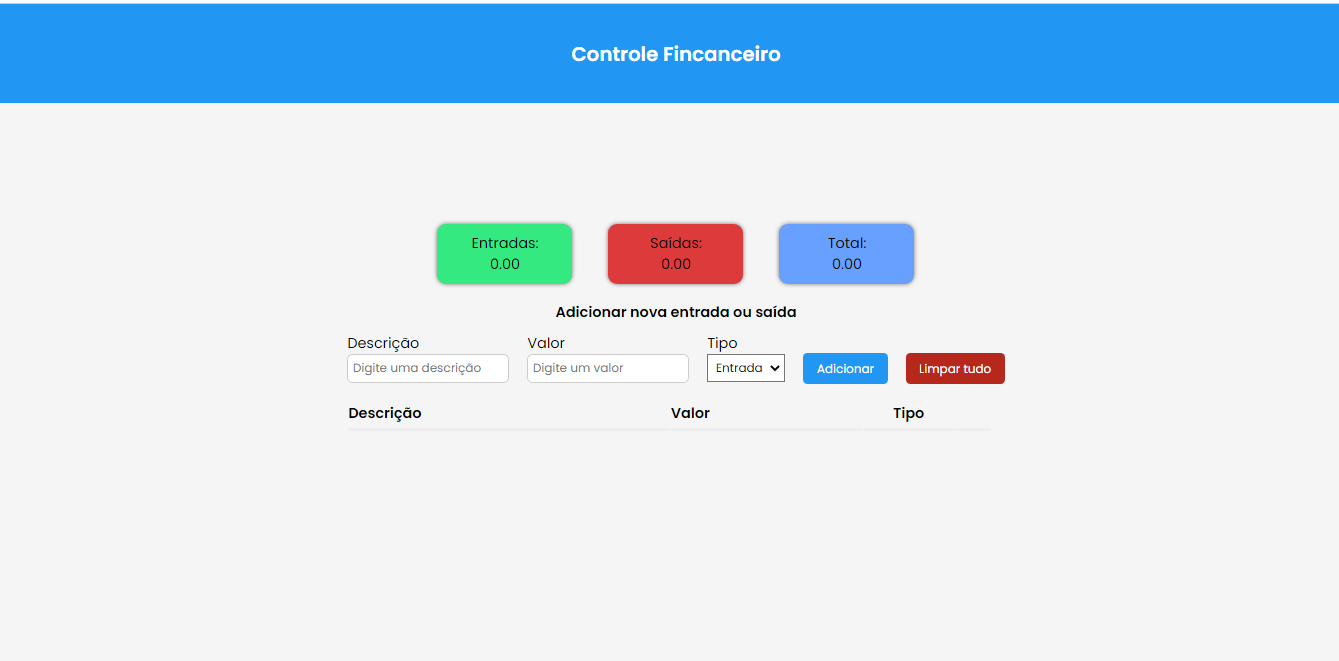 Controle Fincanceiro
Entradas: Saídas: Total:
0.00 0.00 0.00
Adicionar nova entrada ou saída
Descrição Valor Tipo
Digite uma descrição Digite um valor Entrada Adicionar Limpar tudo
Descrição Valor Tipo